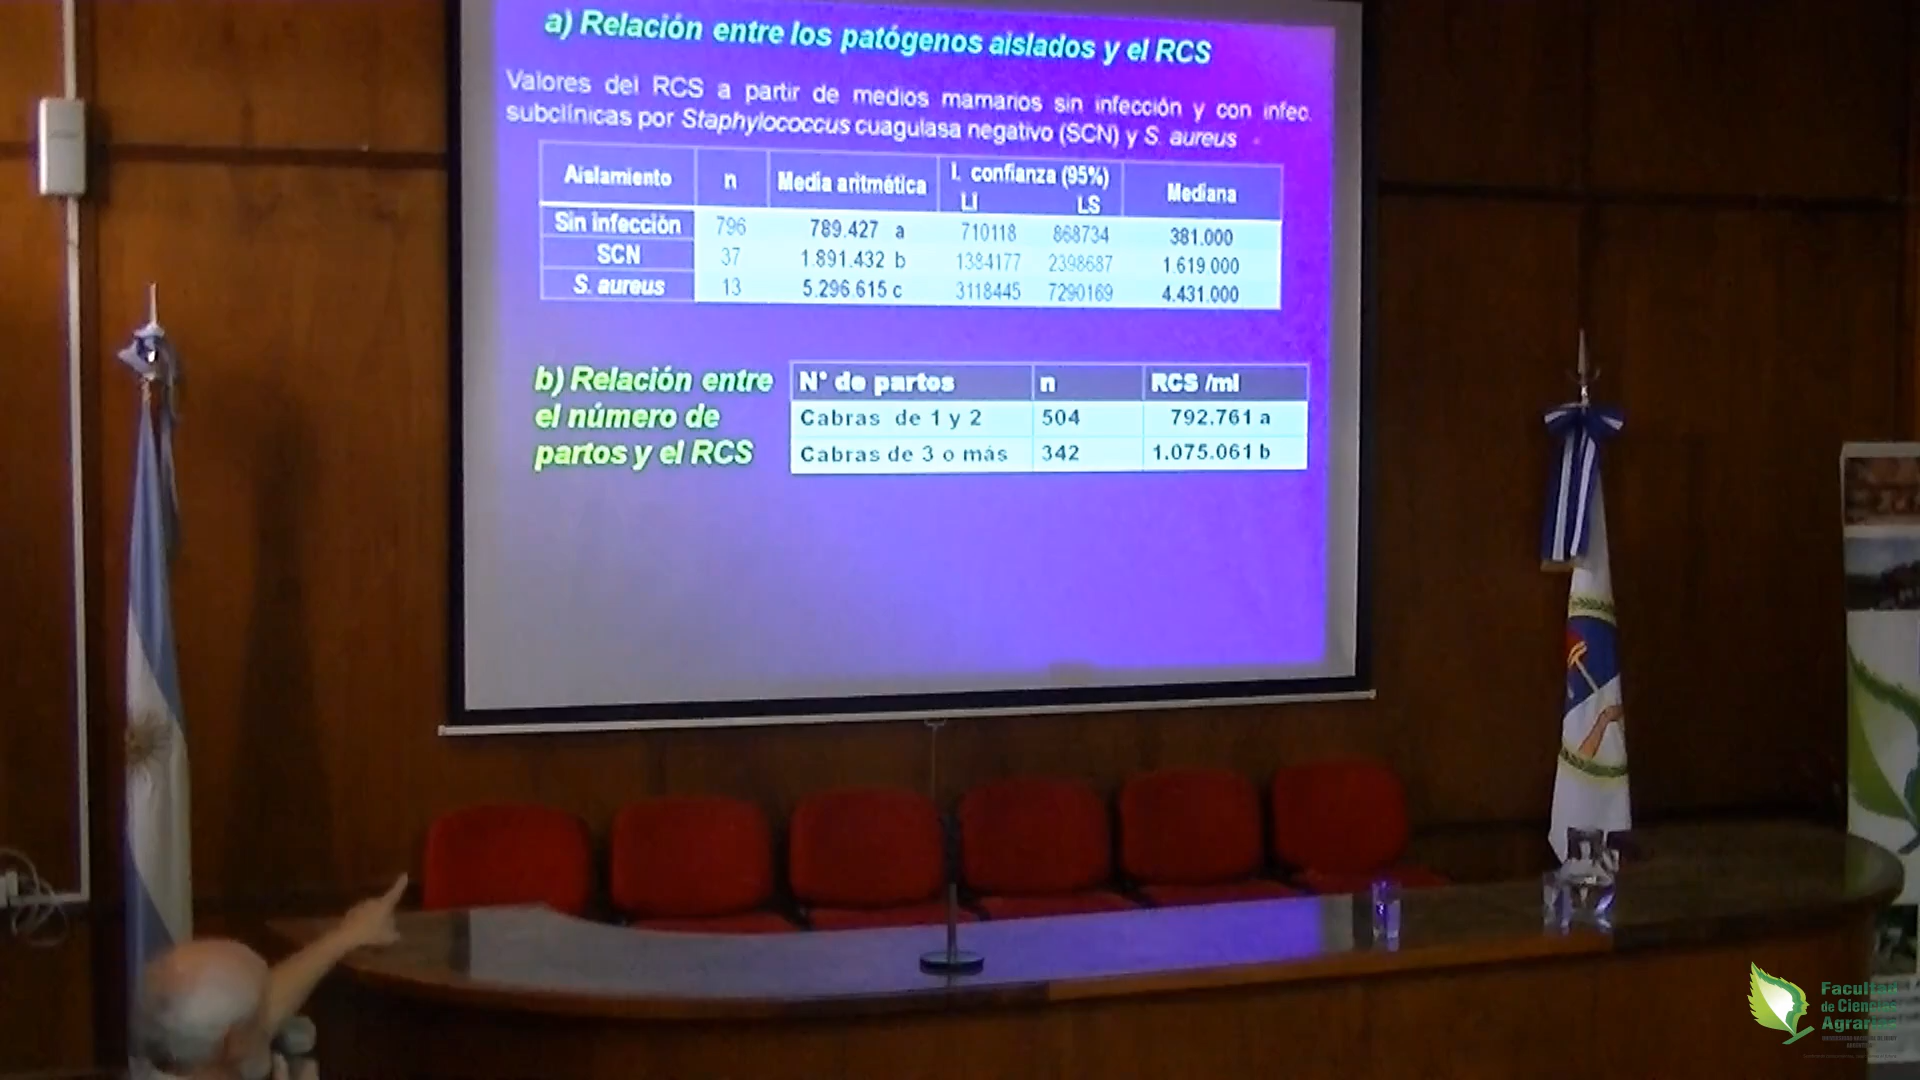 a) Relación entre los patógenos aislados y el RCS
Valores del RCS a partir de medios mamarios sin infección y con infec.
subclínicas por Staphylococcus cuagulasa negativo (SCN) y S. aureus
Aislamiento n Media aritmética I. confianza (95%) Mediana
LI LS
Sin infección 796 789.427 a 710118 868734 381.000
SCN 37 1.891.432 b 1384177 2398687 1.619.000
S. aureus 13 5.296.615 c 3118445 7290169 4.431.000
b) Relación entre
el número de
partos y el RCS
N° de partos n RCS /ml
Cabras de 1 y 2 504 792.761 a
Cabras de 3 o más 342 1.075.061 b
Facultad
de Ciencias
Agrarias